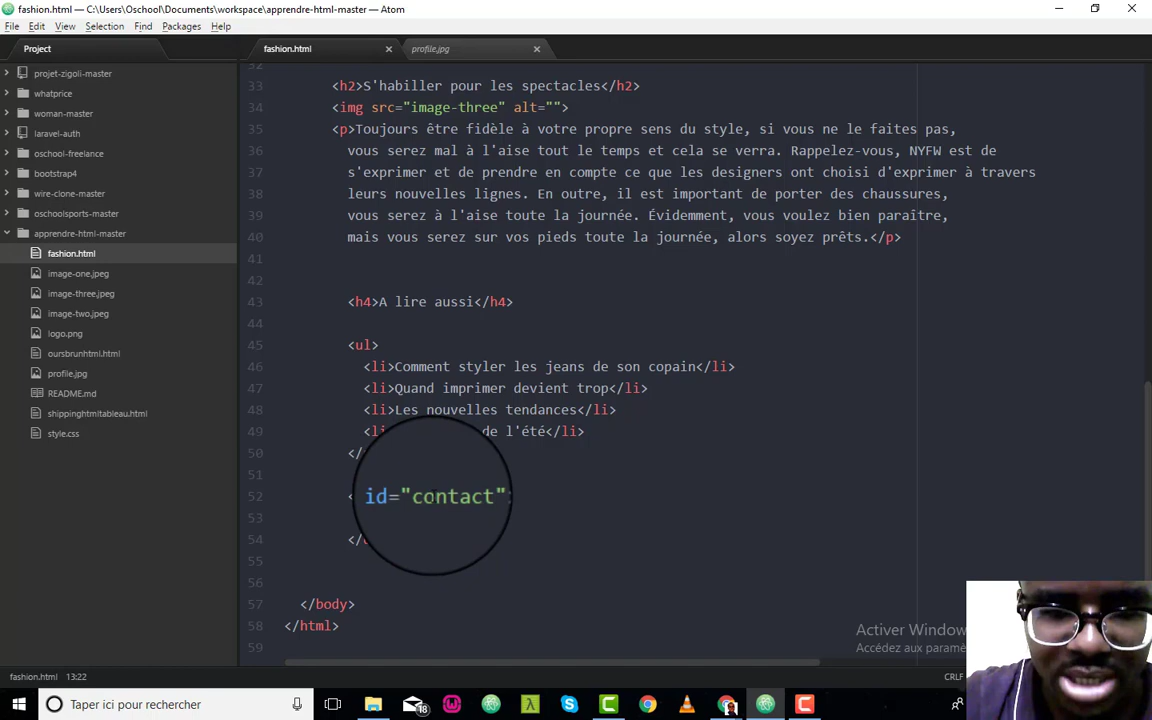 fashion.html — C:\Users\Oschool\Documents\workspace\apprendre-html-master — Atom
File Edit View Selection Find Packages Help
Project
fashion.html
profile.jpg
projet-zigoli-master
whatprice
woman-master
laravel-auth
oschool-freelance
bootstrap4
wire-clone-master
oschoolsports-master
apprendre-html-master
fashion.html
image-one.jpeg
image-three.jpeg
image-two.jpeg
logo.png
oursbrunhtml.html
profile.jpg
README.md
shippinghtmltableau.html
style.css
32
33 <h2>S'habiller pour les spectacles</h2>
34 <img src="image-three" alt="">
35 <p>Toujours être fidèle à votre propre sens du style, si vous ne le faites pas,
36 vous serez mal à l'aise tout le temps et cela se verra. Rappelez-vous, NYFW est de
37 s'exprimer et de prendre en compte ce que les designers ont choisi d'exprimer à travers
38 leurs nouvelles lignes. En outre, il est important de porter des chaussures,
39 vous serez à l'aise toute la journée. Évidemment, vous voulez bien paraître,
40 mais vous serez sur vos pieds toute la journée, alors soyez prêts.</p>
41
42
43 <h4>A lire aussi</h4>
44
45 <ul>
46 <li>Comment styler les jeans de son copain</li>
47 <li>Quand imprimer devient trop</li>
48 <li>Les nouvelles tendances</li>
49 <li de l'été</li>
50 </
51
52 < id="contact"
53
54 </
55
56
57 </body>
58 </html>
59
Activer Window
Accédez aux paramè
fashion.html 13:22
CRLF
Taper ici pour rechercher
18